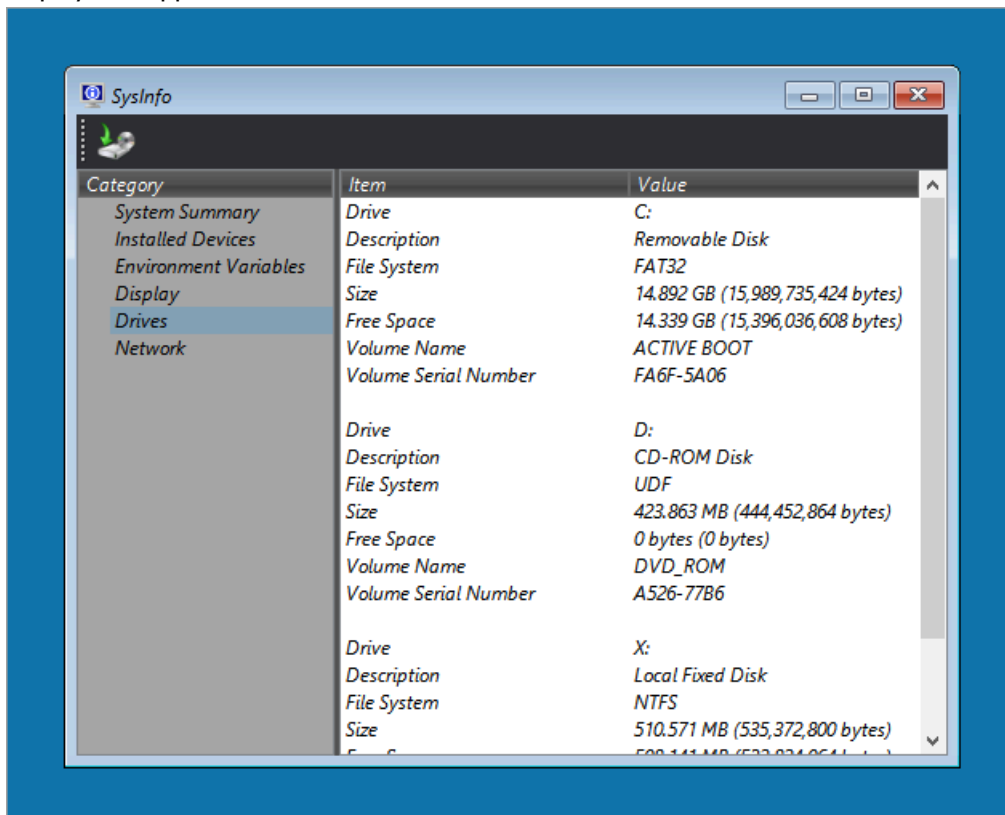 SysInfo
Category Item Value
System Summary Drive C:
Installed Devices Description Removable Disk
Environment Variables File System FAT32
Display Size 14.892 GB (15,989,735,424 bytes)
Drives Free Space 14.339 GB (15,396,036,608 bytes)
Network Volume Name ACTIVE BOOT
Volume Serial Number FA6F-5A06
Drive D:
Description CD-ROM Disk
File System UDF
Size 423.863 MB (444,452,864 bytes)
Free Space 0 bytes (0 bytes)
Volume Name DVD_ROM
Volume Serial Number A526-77B6
Drive X:
Description Local Fixed Disk
File System NTFS
Size 510.571 MB (535,372,800 bytes)